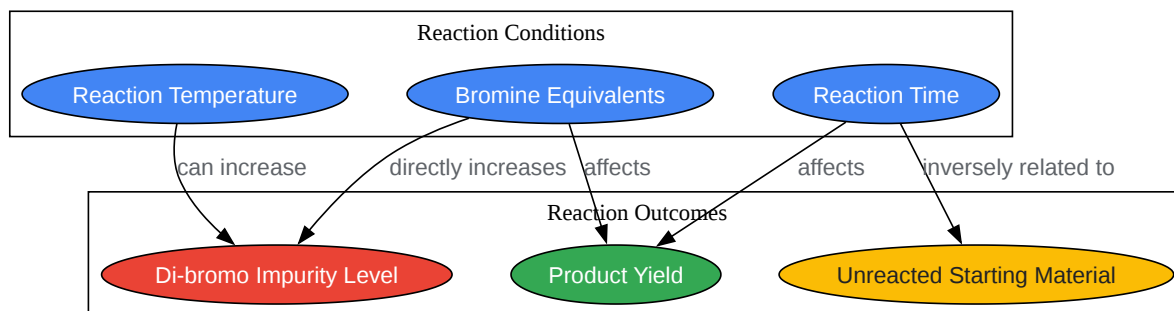 Reaction Conditions
Reaction Temperature
Bromine Equivalents
Reaction Time
can increase
directly increases
affects
affects
inversely related to
Reaction Outcomes
Di-bromo Impurity Level
Product Yield
Unreacted Starting Material